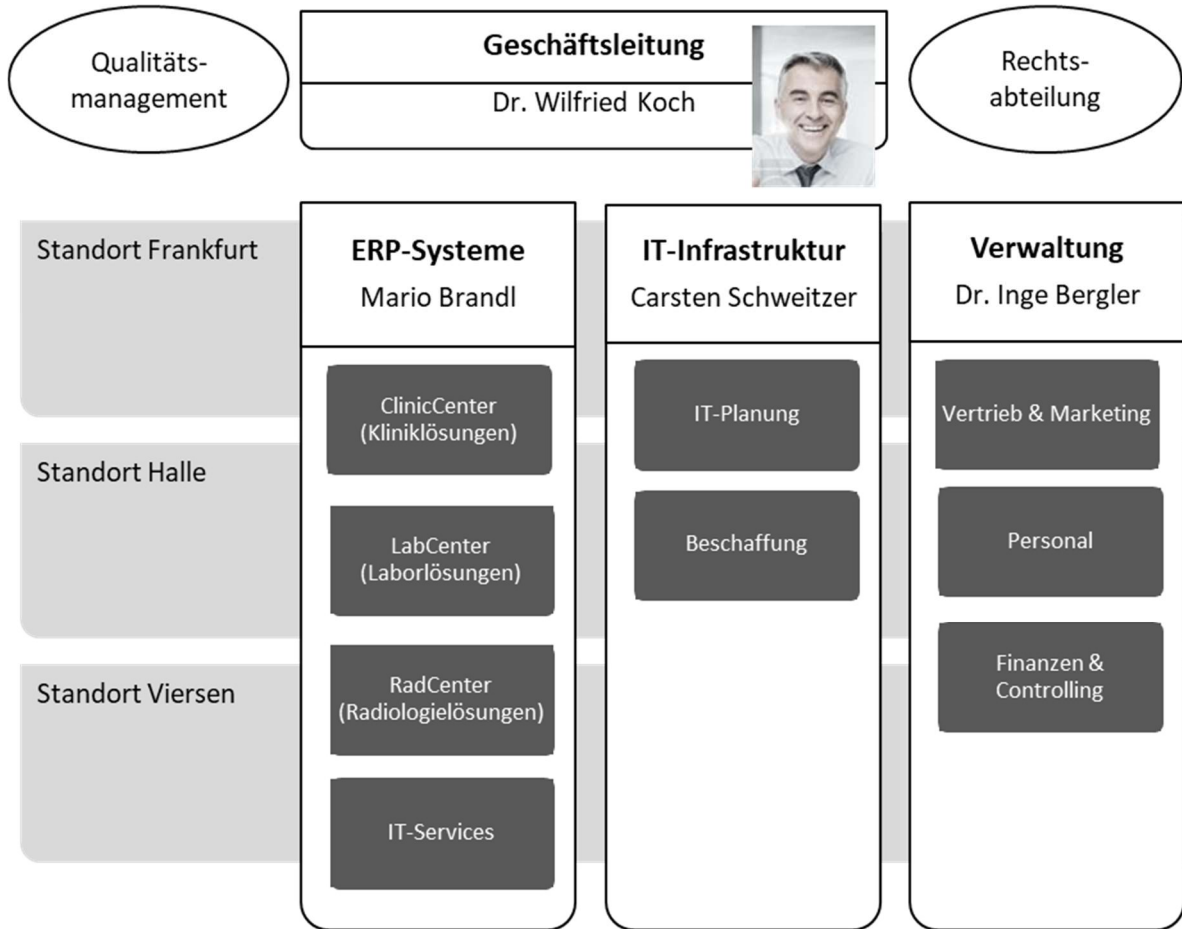 Qualitäts-
management
Geschäftsleitung
Dr. Wilfried Koch
Rechts-
abteilung
Standort Frankfurt
Standort Halle
Standort Viersen
ERP-Systeme
Mario Brandl
ClinicCenter
(Kliniklösungen)
LabCenter
(Laborlösungen)
RadCenter
(Radiologielösungen)
IT-Services
IT-Infrastruktur
Carsten Schweitzer
IT-Planung
Beschaffung
Verwaltung
Dr. Inge Bergler
Vertrieb & Marketing
Personal
Finanzen &
Controlling